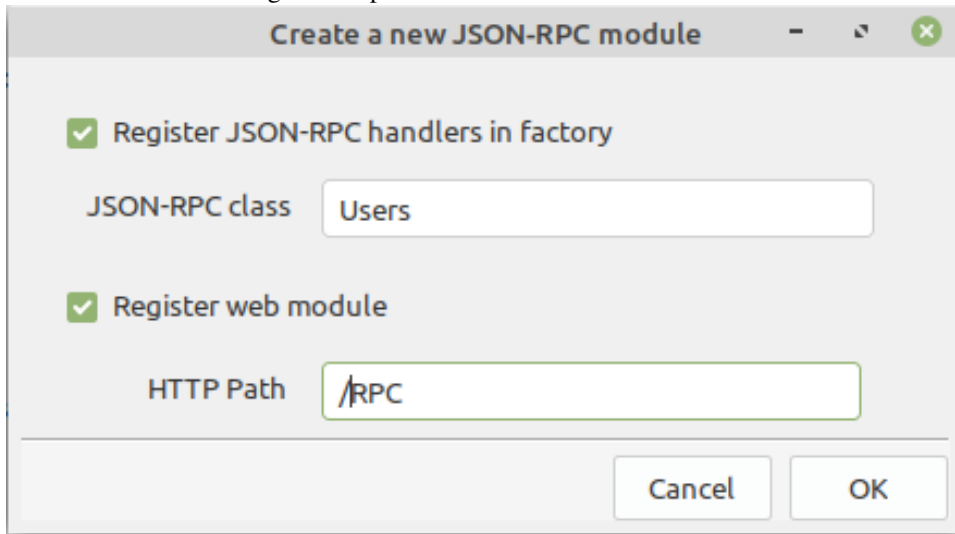 Create a new JSON-RPC module
Register JSON-RPC handlers in factory
JSON-RPC class
Users
Register web module
HTTP Path
/RPC
Cancel
OK